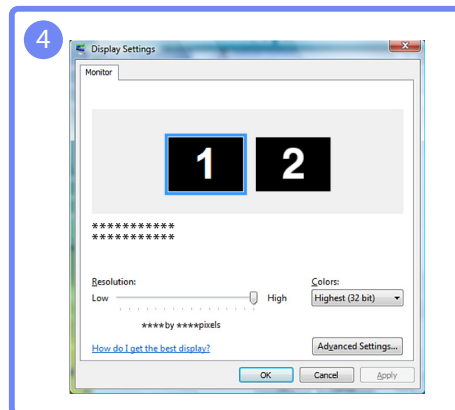 4
Display Settings
Monitor
1 2
***********
***********
Resolution: Colors:
Low High Highest (32 bit)
****by ****pixels
How do I get the best display? Advanced Settings...
OK Cancel Apply